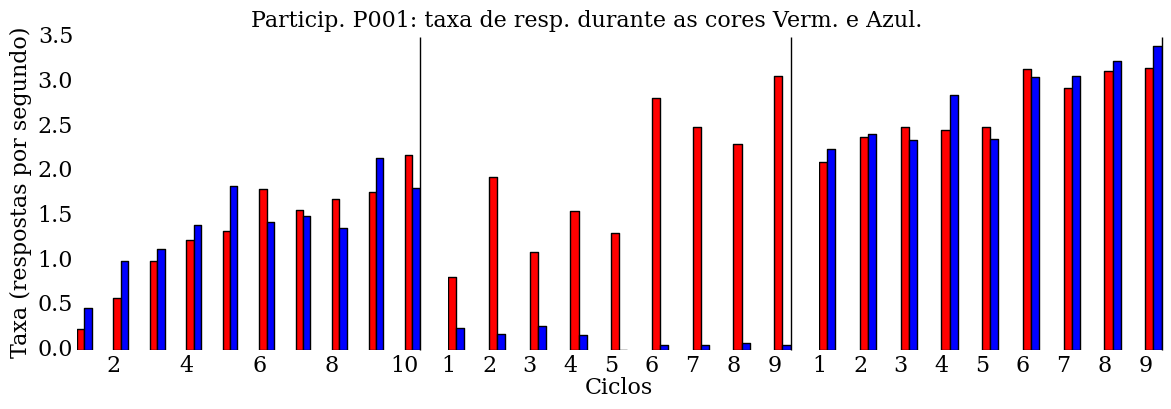 Particip. P001: taxa de resp. durante as cores Verm. e Azul.
Taxa (respostas por segundo)
3.5
3.0
2.5
2.0
1.5
1.0
0.5
0.0
2 4 6 8 10 1 2 3 4 5 6 7 8 9 1 2 3 4 5 6 7 8 9
Ciclos